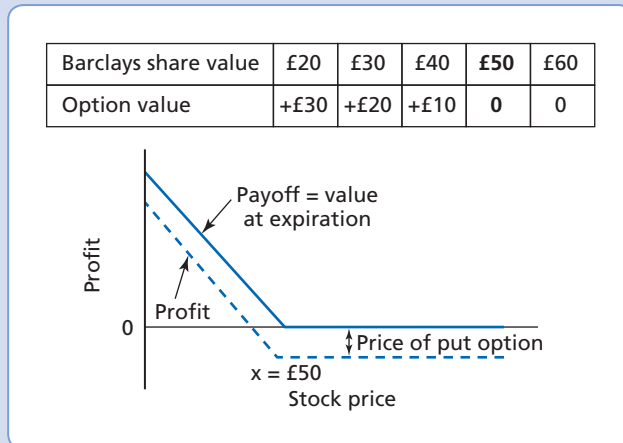 Barclays share value £20 £30 £40 £50 £60
Option value +£30 +£20 +£10 0 0
Payoff = value
at expiration
Profit
Profit
0
Price of put option
x = £50
Stock price